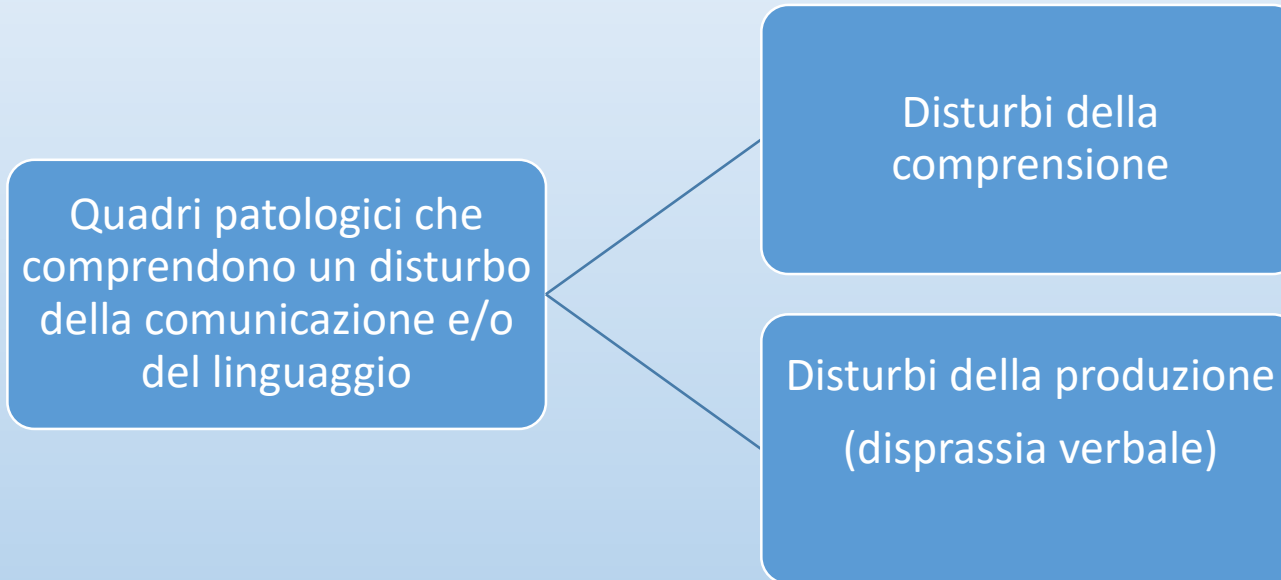 Quadri patologici che
comprendono un disturbo
della comunicazione e/o
del linguaggio
Disturbi della
comprensione
Disturbi della produzione
(disprassia verbale)